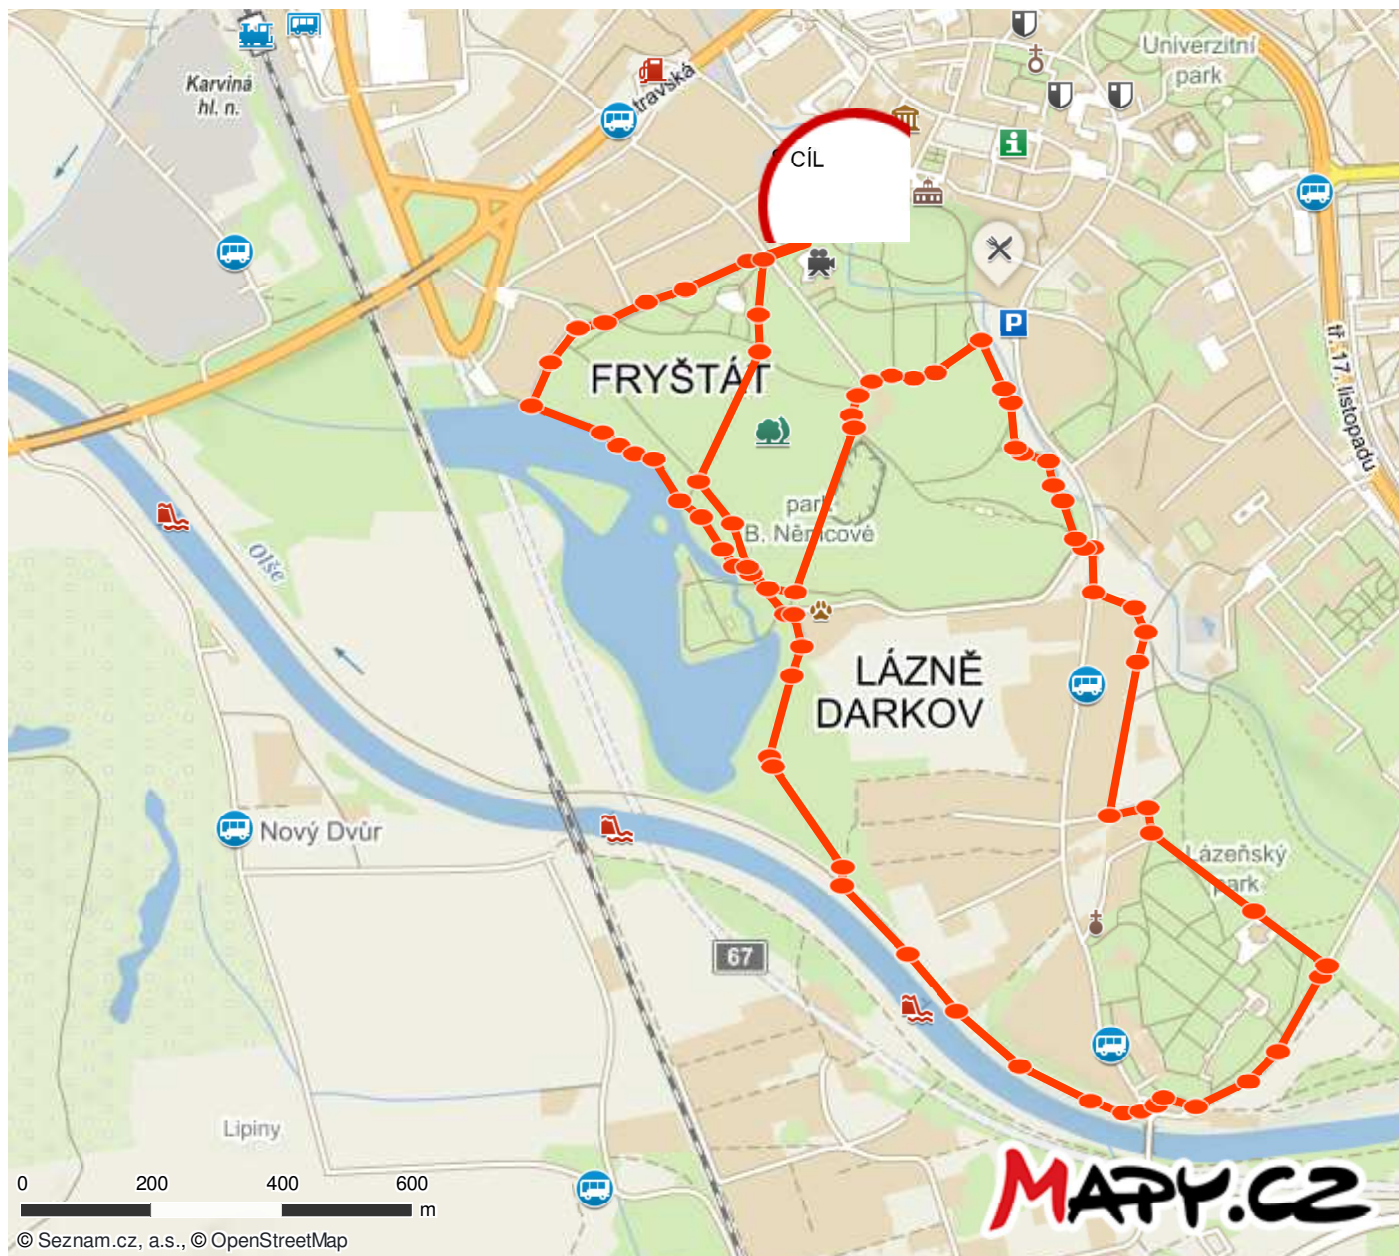 Univerzitní
park
Karviná
hl. n.
travská
CÍL
P
tř. 17. listopadu
FRYŠTÁT
park
B. Němcové
Olše
LÁZNĚ
DARKOV
Nový Dvůr
Lázeňský
park
67
Lipiny
0 200 400 600
m
MAPY.CZ
© Seznam.cz, a.s., © OpenStreetMap